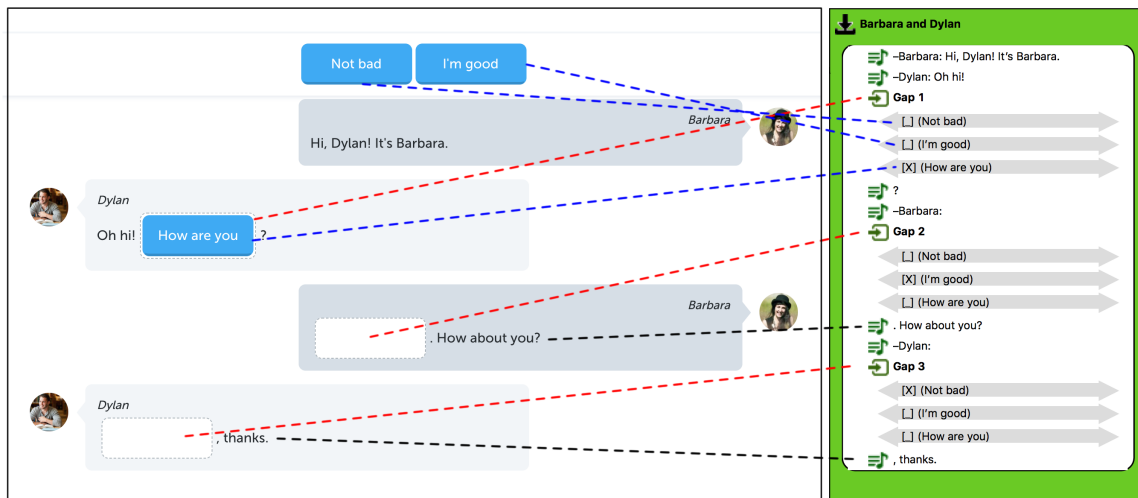 Not bad
I'm good
Barbara
Hi, Dylan! It's Barbara.
Dylan
Oh hi! How are you ?
Barbara
. How about you?
Dylan
, thanks.
Barbara and Dylan
–Barbara: Hi, Dylan! It’s Barbara.
–Dylan: Oh hi!
Gap 1
[_] (Not bad)
[_] (I’m good)
[X] (How are you)
?
–Barbara:
Gap 2
[_] (Not bad)
[X] (I’m good)
[_] (How are you)
. How about you?
–Dylan:
Gap 3
[X] (Not bad)
[_] (I’m good)
[_] (How are you)
, thanks.